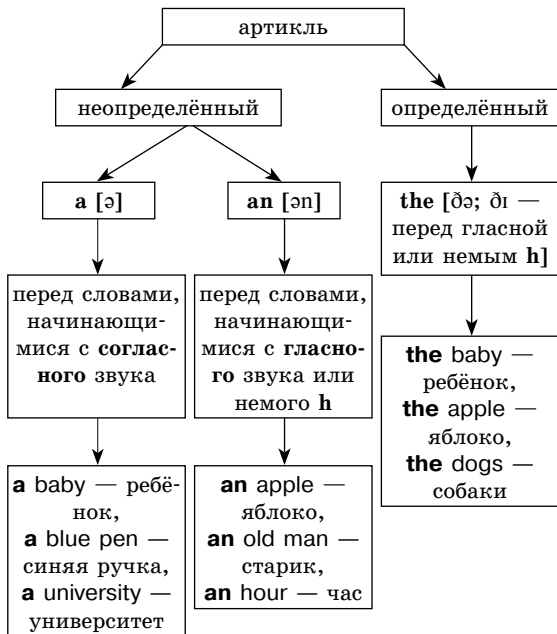 артикль
неопределённый
определённый
a [ə]
an [ən]
the [ðə; ðɪ —
перед гласной
или немым h]
перед словами,
начинающи-
мися с соглас-
ного звука
перед словами,
начинающи-
мися с гласно-
го звука или
немого h
the baby —
ребёнок,
the apple —
яблоко,
the dogs —
собаки
a baby — ребё-
нок,
a blue pen —
синяя ручка,
a university —
университет
an apple —
яблоко,
an old man —
старик,
an hour — час